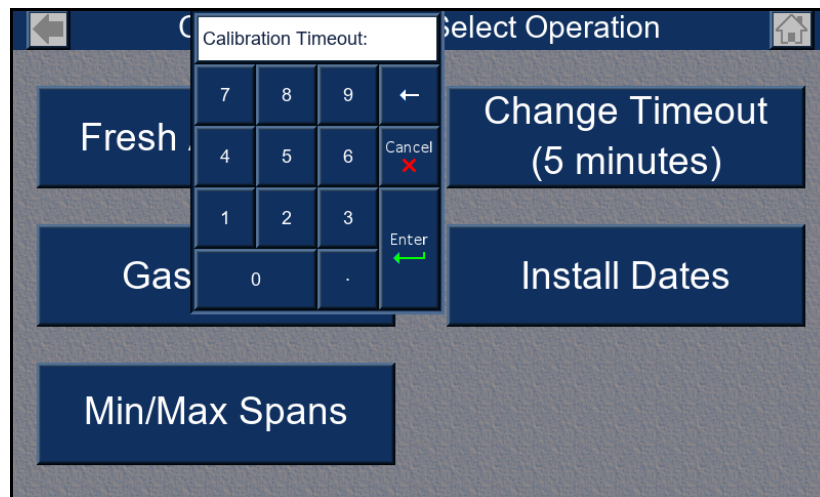 C
elect Operation
Calibration Timeout:
7 8 9 ←
4 5 6 Cancel
1 2 3 Enter
0 .
Fresh
Change Timeout
(5 minutes)
Gas
Install Dates
Min/Max Spans